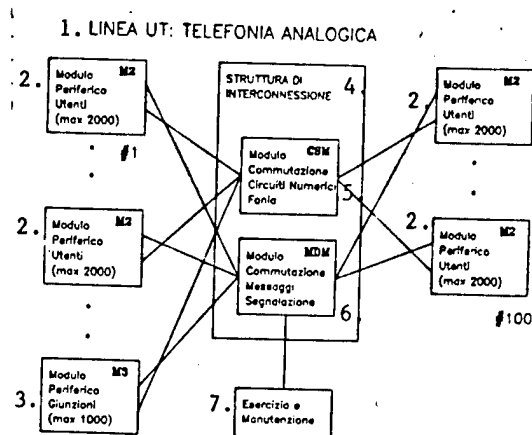 1. LINEA UT: TELEFONIA ANALOGICA
2.
M2
Modulo
Periferico
Utenti
(max 2000)
#1
2.
M2
Modulo
Periferico
Utenti
(max 2000)
3.
M3
Modulo
Periferico
Giunzioni
(max 1000)
STRUTTURA DI
INTERCONNESSIONE
4.
CSM
Modulo
Commutazione
Circuiti Numerici
Fonia
5
MDM
Modulo
Commutazione
Messaggi
Segnalazione
6.
7.
Esercizio e
Manutenzione
2.
M2
Modulo
Periferico
Utenti
(max 2000)
2.
M2
Modulo
Periferico
Utenti
(max 2000)
#100